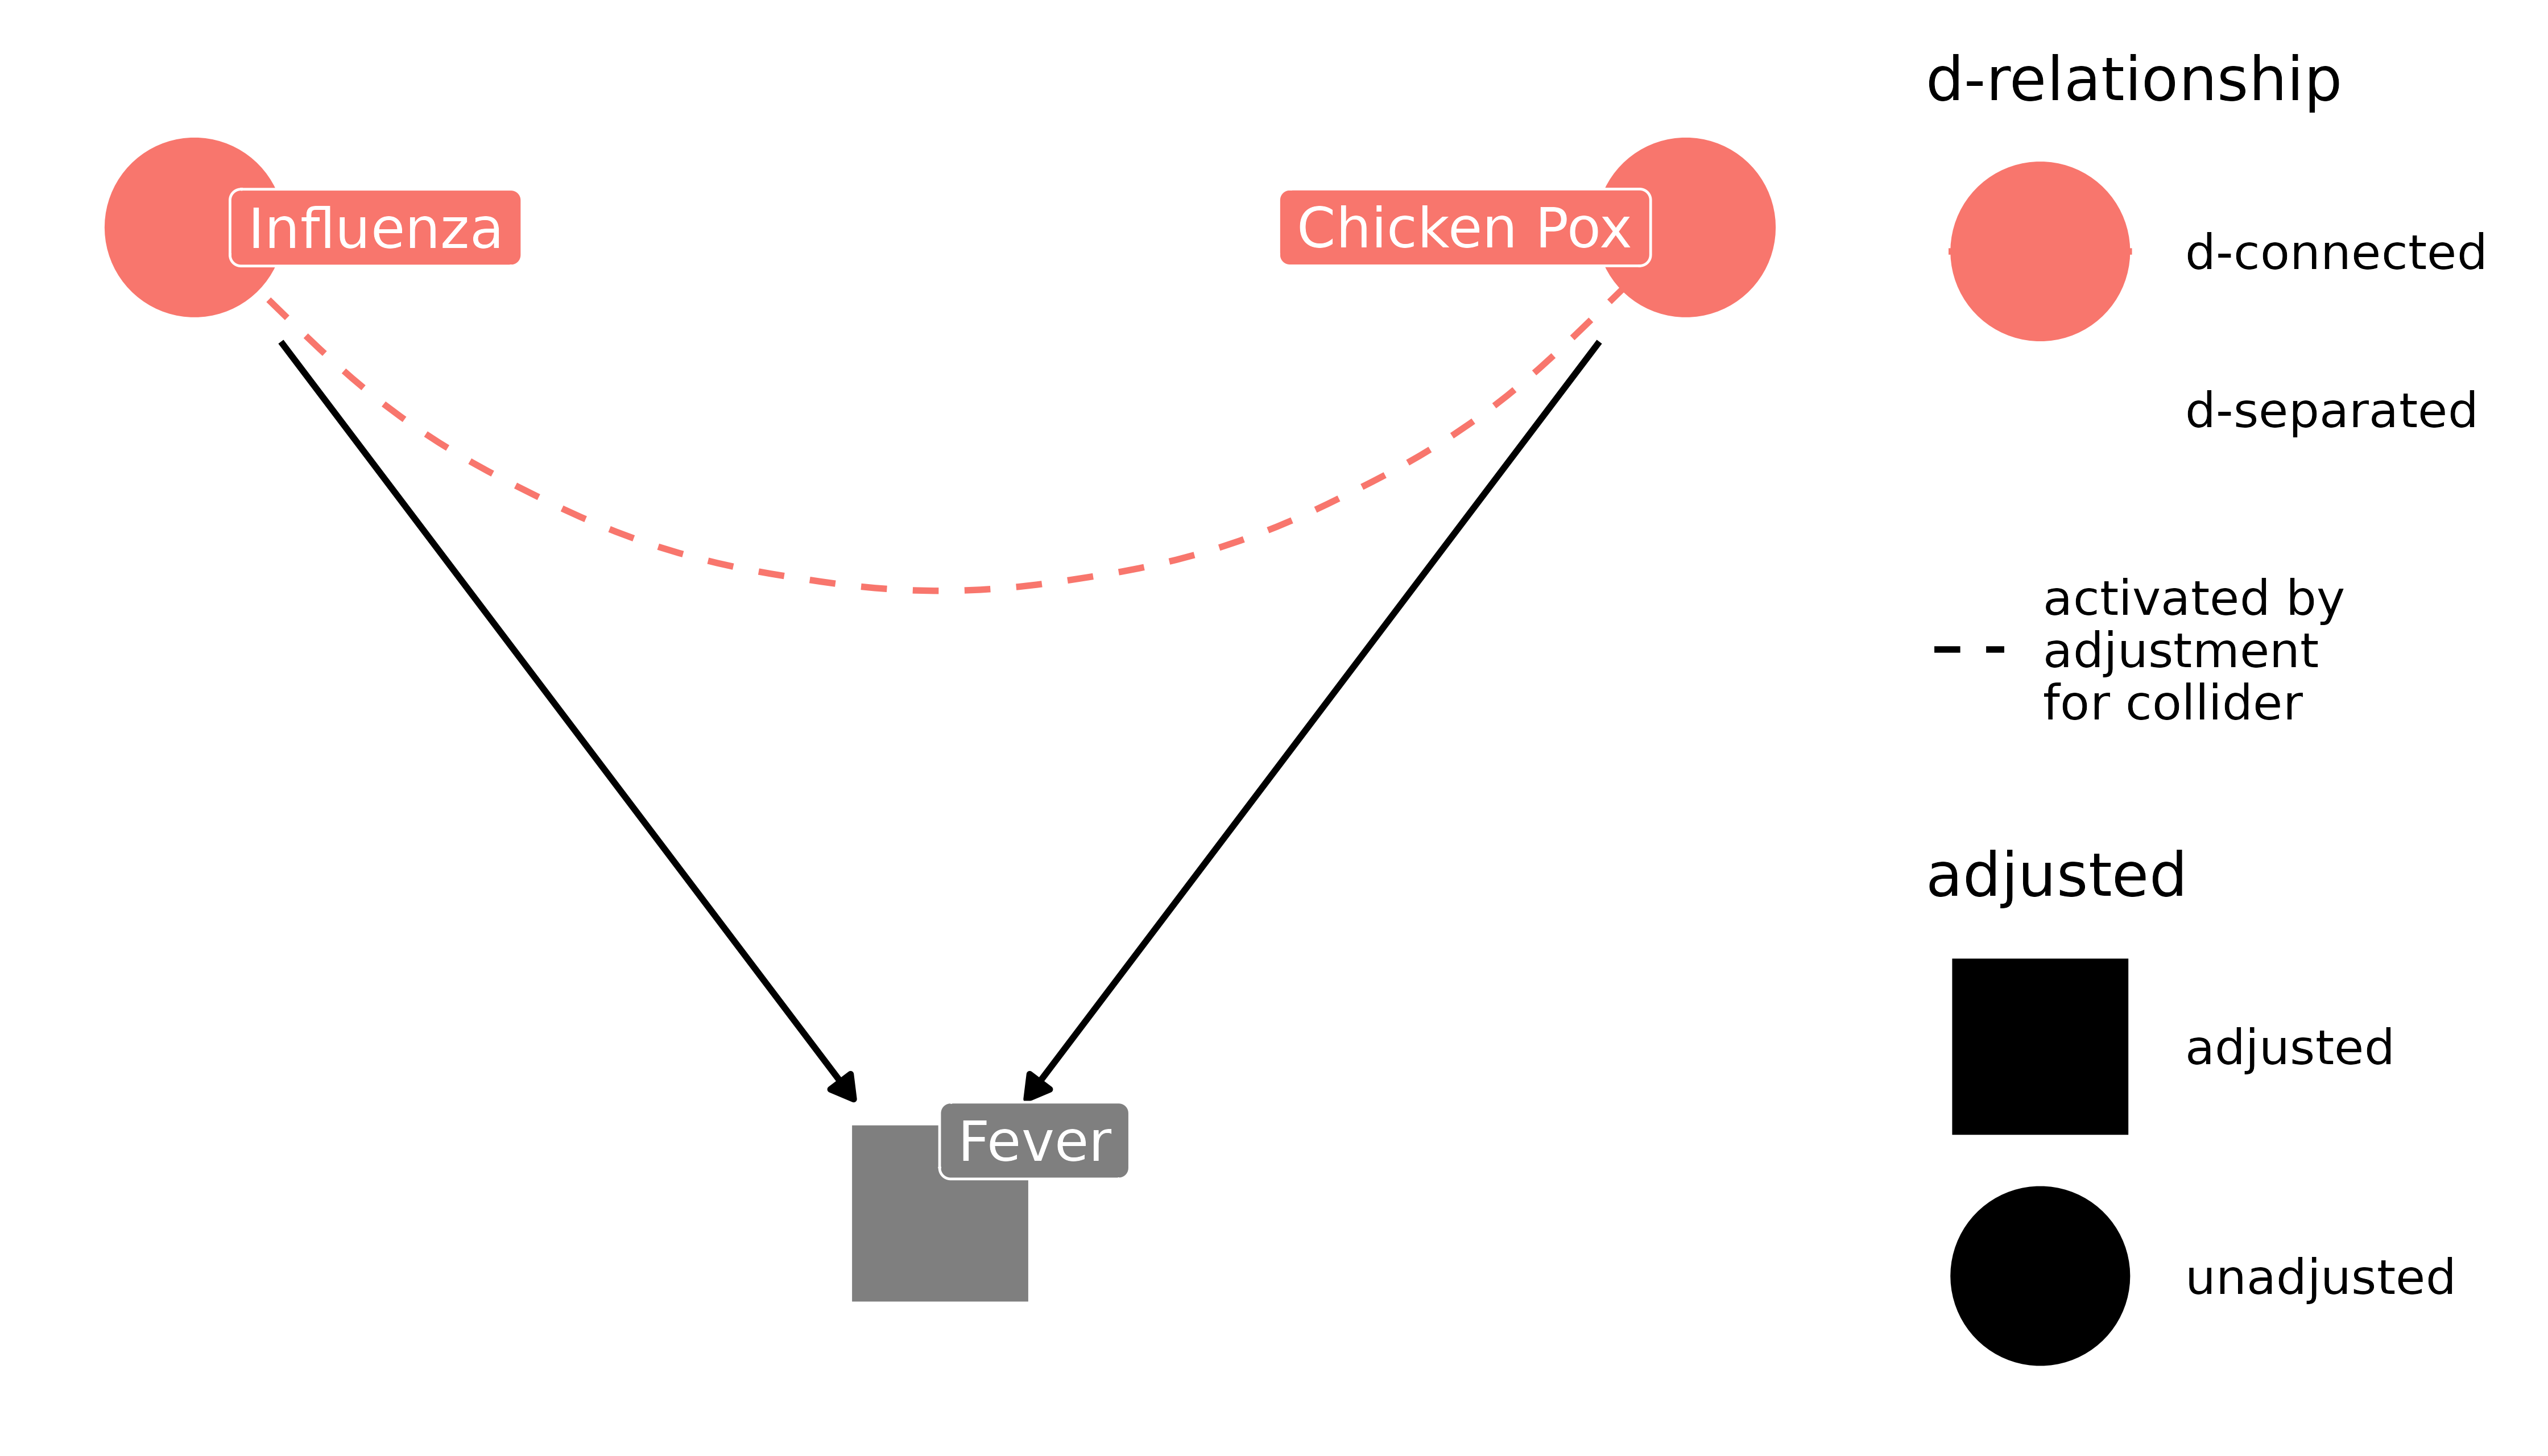 Influenza
Chicken Pox
Fever
d-relationship
d-connected
d-separated
activated by
adjustment
for collider
adjusted
adjusted
unadjusted